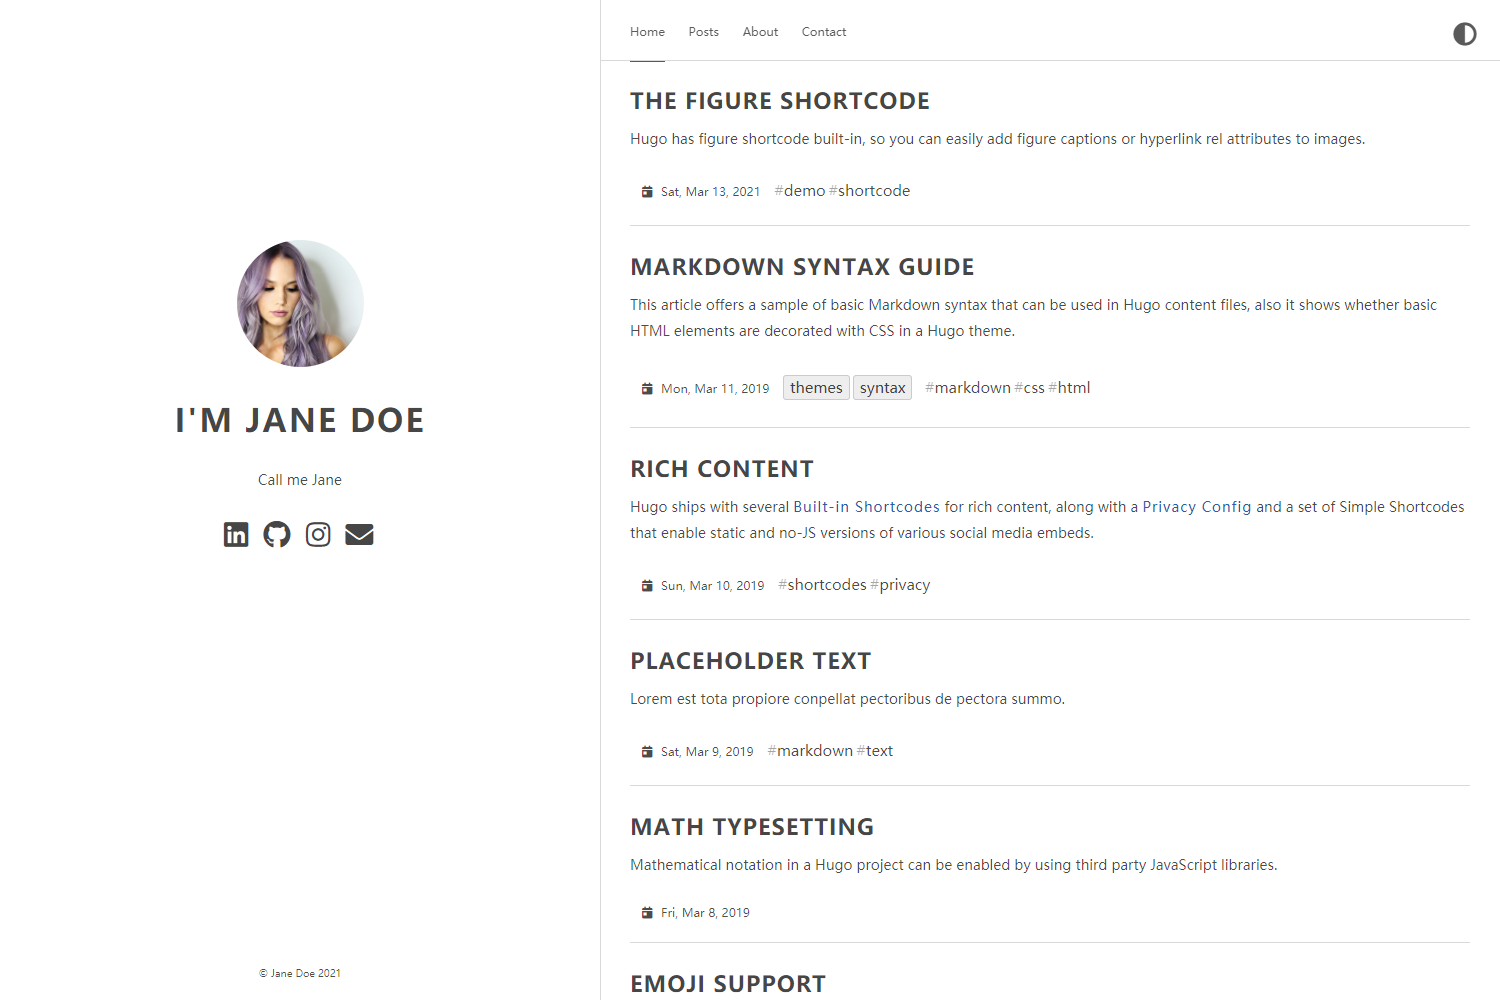 I'M JANE DOE
Call me Jane
© Jane Doe 2021
Home Posts About Contact
THE FIGURE SHORTCODE
Hugo has figure shortcode built-in, so you can easily add figure captions or hyperlink rel attributes to images.
Sat, Mar 13, 2021 #demo #shortcode
MARKDOWN SYNTAX GUIDE
This article offers a sample of basic Markdown syntax that can be used in Hugo content files, also it shows whether basic
HTML elements are decorated with CSS in a Hugo theme.
Mon, Mar 11, 2019 themes syntax #markdown #css #html
RICH CONTENT
Hugo ships with several Built-in Shortcodes for rich content, along with a Privacy Config and a set of Simple Shortcodes
that enable static and no-JS versions of various social media embeds.
Sun, Mar 10, 2019 #shortcodes #privacy
PLACEHOLDER TEXT
Lorem est tota propiore conpellat pectoribus de pectora summo.
Sat, Mar 9, 2019 #markdown #text
MATH TYPESETTING
Mathematical notation in a Hugo project can be enabled by using third party JavaScript libraries.
Fri, Mar 8, 2019
EMOJI SUPPORT